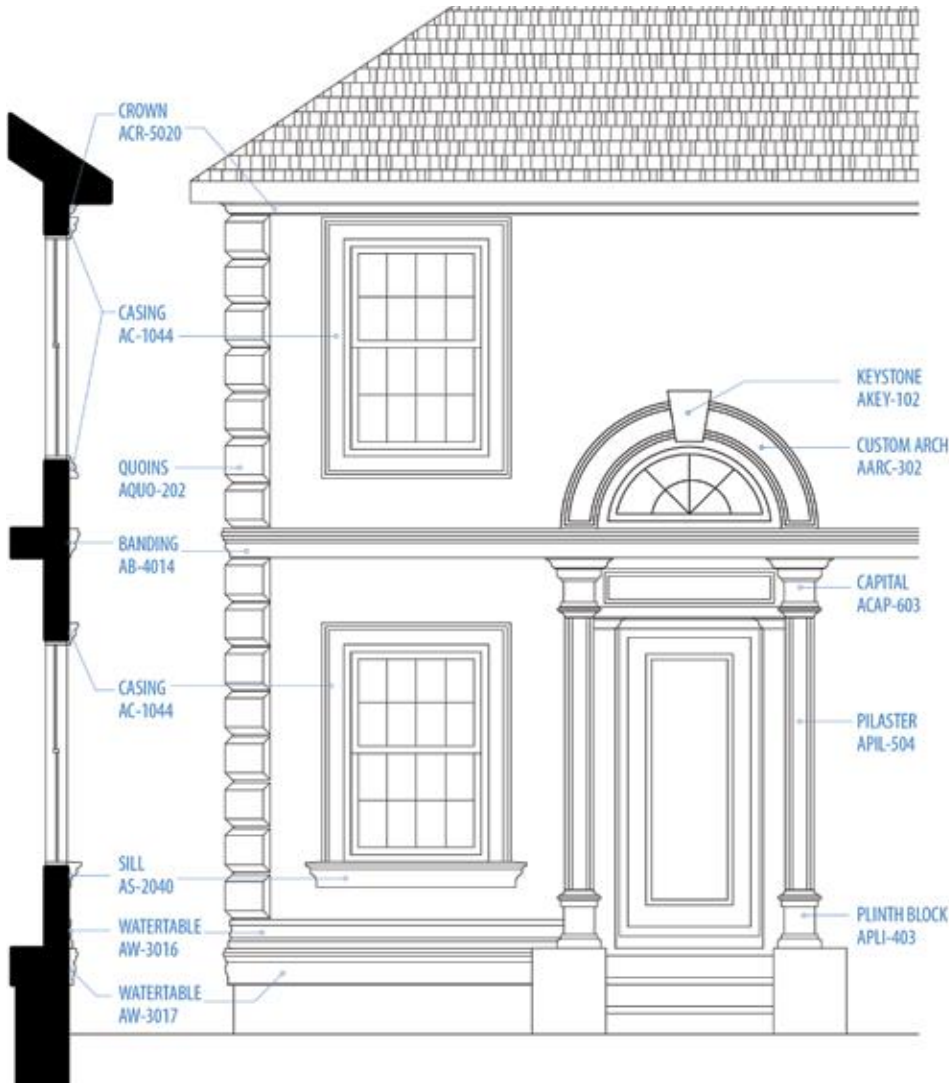 CROWN
ACR-5020
CASING
AC-1044
QUOINS
AQUO-202
BANDING
AB-4014
CASING
AC-1044
SILL
AS-2040
WATERTABLE
AW-3016
WATERTABLE
AW-3017
KEYSTONE
AKEY-102
CUSTOM ARCH
AARC-302
CAPITAL
ACAP-603
PILASTER
APIL-504
PLINTH BLOCK
APLI-403